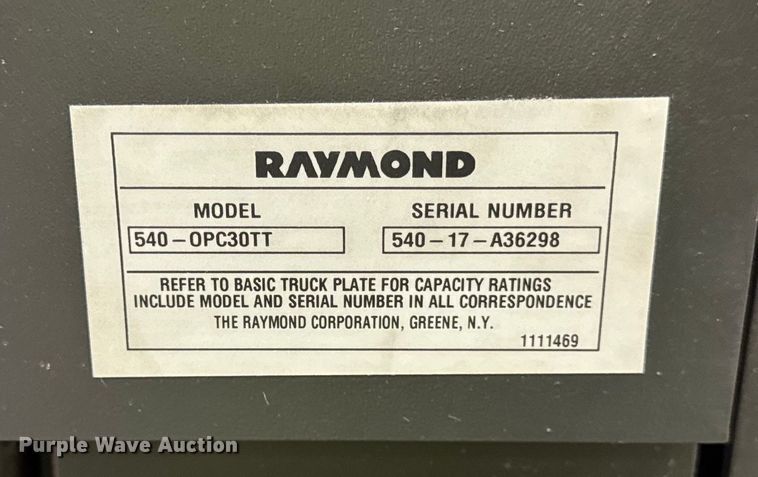 RAYMOND
MODEL SERIAL NUMBER
540-OPC30TT 540-17-A36298
REFER TO BASIC TRUCK PLATE FOR CAPACITY RATINGS
INCLUDE MODEL AND SERIAL NUMBER IN ALL CORRESPONDENCE
THE RAYMOND CORPORATION, GREENE, N.Y.
1111469
Purple Wave Auction